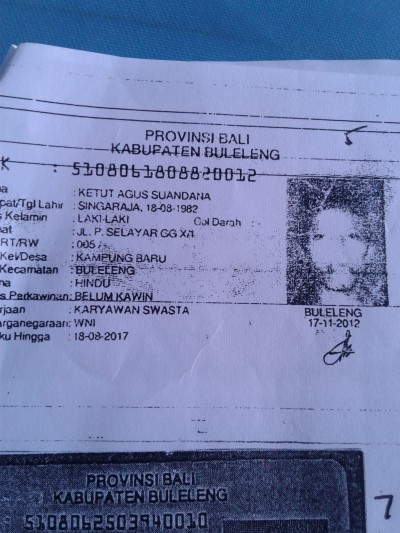 5
PROVINSI BALI
KABUPATEN BULELENG
K : 5108061808820012
a : KETUT AGUS SUANDANA
pat/Tgl Lahir : SINGARAJA, 18-08-1982
s Kelamin : LAKI-LAKI Gol Darah
at : JL. P. SELAYAR GG XII
RT/RW : 005 /
Kel/Desa : KAMPUNG BARU
Kecamatan : BULELENG
na : HINDU
s Perkawinan: BELUM KAWIN
rjaan : KARYAWAN SWASTA
arganegaraan: WNI
ku Hingga : 18-08-2017
BULELENG
17-11-2012
PROVINSI BALI
KABUPATEN BULELENG
5108062503940010
7